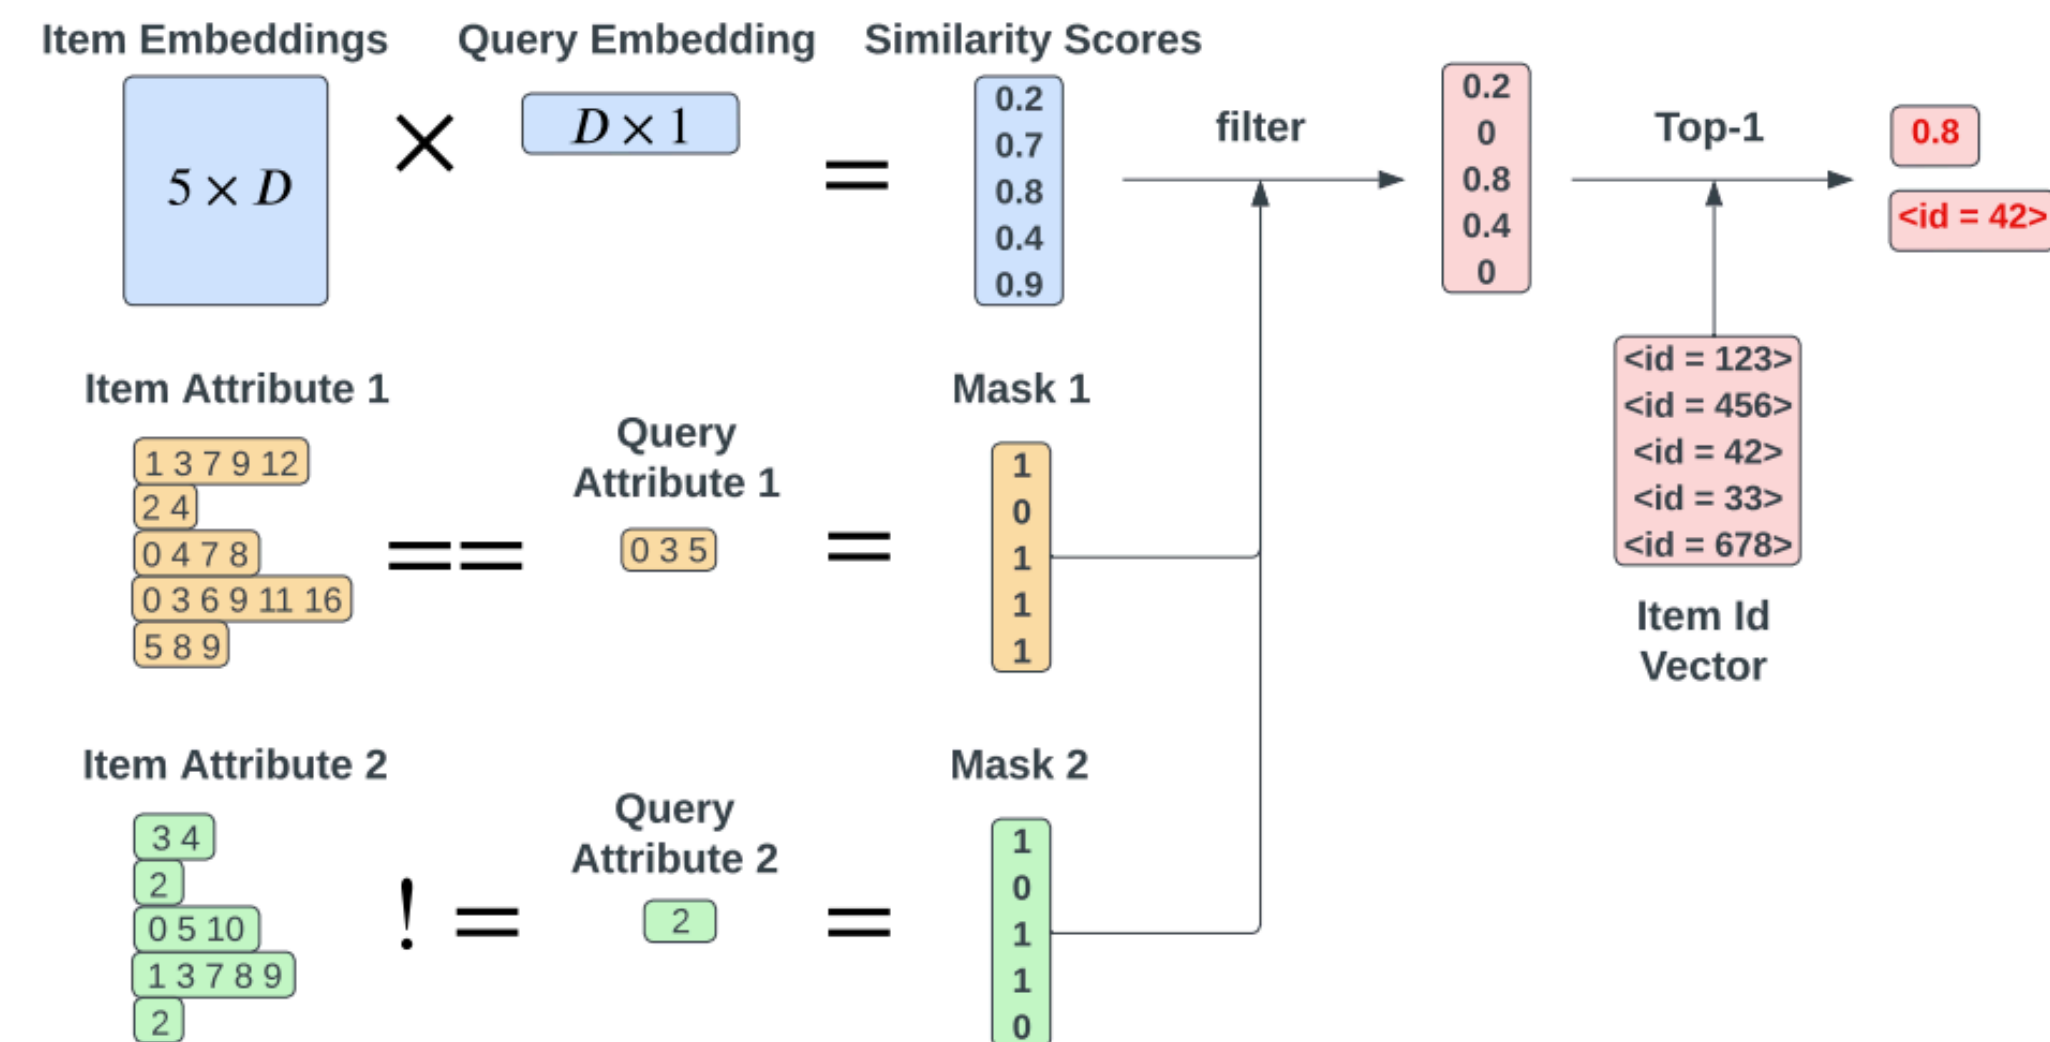 Item Embeddings
5 × D
×
Query Embedding
D × 1
=
Similarity Scores
0.2
0.7
0.8
0.4
0.9
filter
0.2
0
0.8
0.4
0
Top-1
0.8
<id = 42>
<id = 123>
<id = 456>
<id = 42>
<id = 33>
<id = 678>
Item Id
Vector
Item Attribute 1
1 3 7 9 12
2 4
0 4 7 8
0 3 6 9 11 16
5 8 9
==
Query
Attribute 1
0 3 5
=
Mask 1
1
0
1
1
1
Item Attribute 2
3 4
2
0 5 10
1 3 7 8 9
2
! =
Query
Attribute 2
2
=
Mask 2
1
0
1
1
0